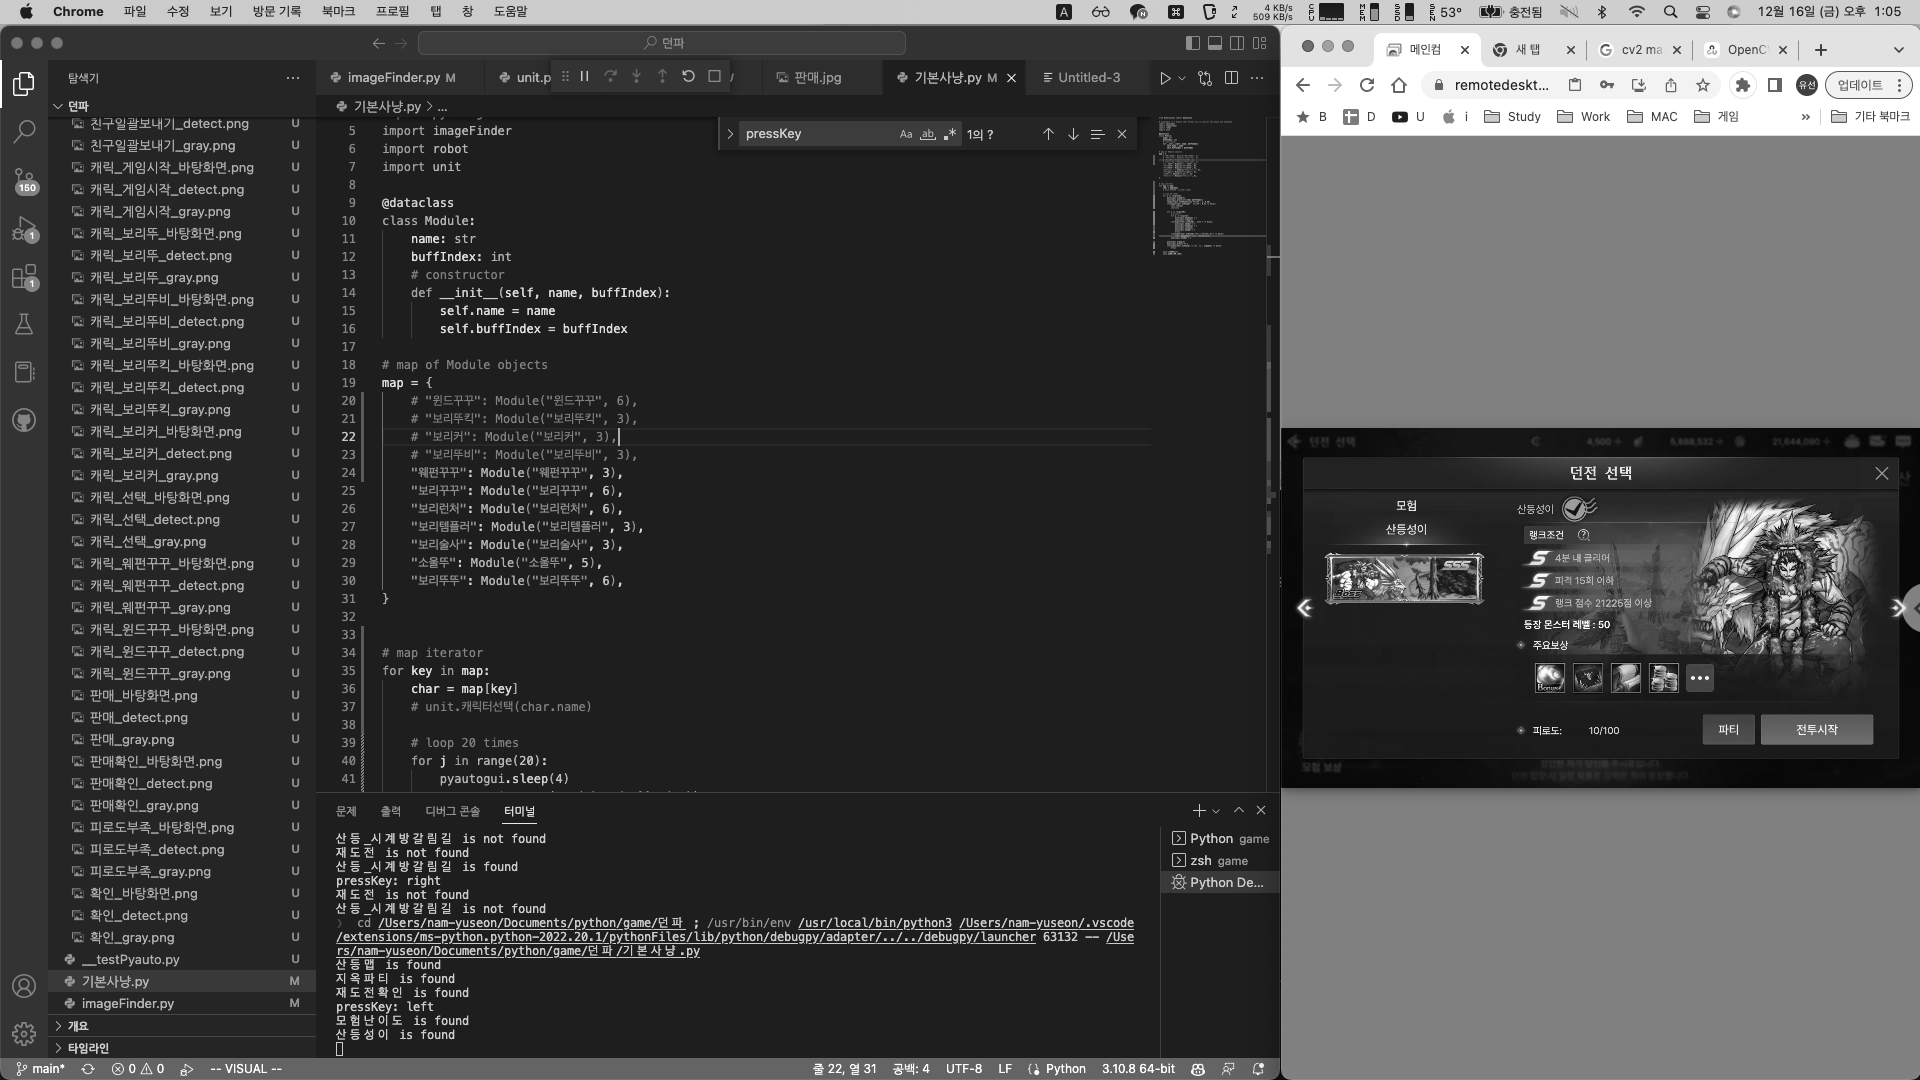 Chrome 파일 수정 보기 방문 기록 북마크 프로필 탭 창 도움말
4 KB/s
509 KB/s
53° 충전됨
12월 16일 (금) 오후 1:05
던파
탐색기
던파
친구일괄보내기_detect.png U
친구일괄보내기_gray.png U
캐릭_게임시작_바탕화면.png U
캐릭_게임시작_detect.png U
캐릭_게임시작_gray.png U
캐릭_보리뚜_바탕화면.png U
캐릭_보리뚜_detect.png U
캐릭_보리뚜_gray.png U
캐릭_보리뚜비_바탕화면.png U
캐릭_보리뚜비_detect.png U
캐릭_보리뚜비_gray.png U
캐릭_보리뚜킥_바탕화면.png U
캐릭_보리뚜킥_detect.png U
캐릭_보리뚜킥_gray.png U
캐릭_보리커_바탕화면.png U
캐릭_보리커_detect.png U
캐릭_보리커_gray.png U
캐릭_선택_바탕화면.png U
캐릭_선택_detect.png U
캐릭_선택_gray.png U
캐릭_웨펀꾸꾸_바탕화면.png U
캐릭_웨펀꾸꾸_detect.png U
캐릭_웨펀꾸꾸_gray.png U
캐릭_윈드꾸꾸_바탕화면.png U
캐릭_윈드꾸꾸_detect.png U
캐릭_윈드꾸꾸_gray.png U
판매_바탕화면.png U
판매_detect.png U
판매_gray.png U
판매확인_바탕화면.png U
판매확인_detect.png U
판매확인_gray.png U
피로도부족_바탕화면.png U
피로도부족_detect.png U
피로도부족_gray.png U
확인_바탕화면.png U
확인_detect.png U
확인_gray.png U
__testPyauto.py U
기본사냥.py M
imageFinder.py M
개요
타임라인
150
1
1
imageFinder.py M
unit.p
판매.jpg
기본사냥.py M
Untitled-3
기본사냥.py > ...
pressKey Aa ab 1의 ?
5 import imageFinder
6 import robot
7 import unit
8
9 @dataclass
10 class Module:
11 name: str
12 buffIndex: int
13 # constructor
14 def __init__(self, name, buffIndex):
15 self.name = name
16 self.buffIndex = buffIndex
17
18 # map of Module objects
19 map = {
20 # "윈드꾸꾸": Module("윈드꾸꾸", 6),
21 # "보리뚜킥": Module("보리뚜킥", 3),
22 # "보리커": Module("보리커", 3),
23 # "보리뚜비": Module("보리뚜비", 3),
24 "웨펀꾸꾸": Module("웨펀꾸꾸", 3),
25 "보리꾸꾸": Module("보리꾸꾸", 6),
26 "보리런처": Module("보리런처", 6),
27 "보리템플러": Module("보리템플러", 3),
28 "보리술사": Module("보리술사", 3),
29 "소울뚜": Module("소울뚜", 5),
30 "보리뚜뚜": Module("보리뚜뚜", 6),
31 }
32
33
34 # map iterator
35 for key in map:
36 char = map[key]
37 # unit.캐릭터선택(char.name)
38
39 # loop 20 times
40 for j in range(20):
41 pyautogui.sleep(4)
문제 출력 디버그 콘솔 터미널
산등_시계방갈림길 is not found
재도전 is not found
산등_시계방갈림길 is found
pressKey: right
재도전 is not found
산등_시계방갈림길 is not found
cd /Users/nam-yuseon/Documents/python/game/던파 ; /usr/bin/env /usr/local/bin/python3 /Users/nam-yuseon/.vscode
/extensions/ms-python.python-2022.20.1/pythonFiles/lib/python/debugpy/adapter/../../debugpy/launcher 63132 -- /Use
rs/nam-yuseon/Documents/python/game/던파/기본사냥.py
산등맵 is found
지옥파티 is found
재도전확인 is found
pressKey: left
모험난이도 is found
산등성이 is found
Python game
zsh game
Python De...
main* 0 0 -- VISUAL --
줄 22, 열 31 공백: 4 UTF-8 LF Python 3.10.8 64-bit
메인컴 새 탭 cv2 ma OpenC
remotedeskt... 유선 업데이트
B D U i Study Work MAC 게임 » 기타 북마크
던전 선택 4,500 5,668,532 21,644,090
던전 선택
모험
산등성이
BOSS SSS
산등성이
랭크조건
S 4분 내 클리어
S 피격 15회 이하
S 랭크 점수 21225점 이상
등장 몬스터 레벨 : 50
주요보상
Bonus
피로도: 10/100
파티 전투시작
모험 보상